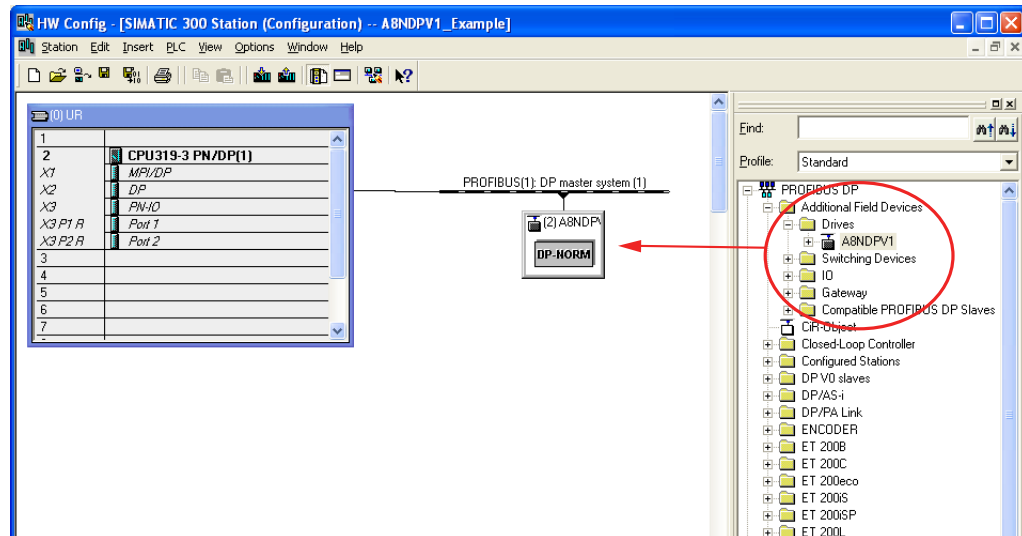 HW Config - [SIMATIC 300 Station (Configuration) -- A8NDPV1_Example]
Station Edit Insert PLC View Options Window Help
(0) UR
1
2 CPU319-3 PN/DP(1)
X1 MPI/DP
X2 DP
X3 PN-IO
X3 P1 R Port 1
X3 P2 R Port 2
3
4
5
6
7
PROFIBUS(1): DP master system (1)
(2) A8NDPV
DP-NORM
Find:
Profile: Standard
PROFIBUS DP
Additional Field Devices
Drives
A8NDPV1
Switching Devices
IO
Gateway
Compatible PROFIBUS DP Slaves
CiR-Object
Closed-Loop Controller
Configured Stations
DP V0 slaves
DP/AS-i
DP/PA Link
ENCODER
ET 200B
ET 200C
ET 200eco
ET 200iS
ET 200iSP
ET 200L